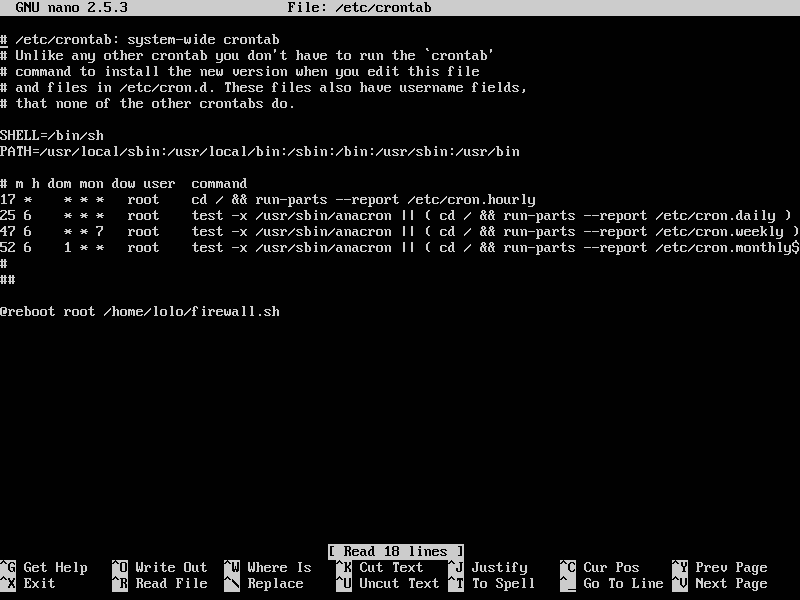 GNU nano 2.5.3 File: /etc/crontab
# /etc/crontab: system-wide crontab
# Unlike any other crontab you don't have to run the `crontab'
# command to install the new version when you edit this file
# and files in /etc/cron.d. These files also have username fields,
# that none of the other crontabs do.
SHELL=/bin/sh
PATH=/usr/local/sbin:/usr/local/bin:/sbin:/bin:/usr/sbin:/usr/bin
# m h dom mon dow user command
17 * * * * root cd / && run-parts --report /etc/cron.hourly
25 6 * * * root test -x /usr/sbin/anacron || ( cd / && run-parts --report /etc/cron.daily )
47 6 * * 7 root test -x /usr/sbin/anacron || ( cd / && run-parts --report /etc/cron.weekly )
52 6 1 * * root test -x /usr/sbin/anacron || ( cd / && run-parts --report /etc/cron.monthly$
#
##
@reboot root /home/lolo/firewall.sh
[ Read 18 lines ]
^G Get Help ^O Write Out ^W Where Is ^K Cut Text ^J Justify ^C Cur Pos ^Y Prev Page
^X Exit ^R Read File ^\ Replace ^U Uncut Text ^T To Spell ^_ Go To Line ^V Next Page